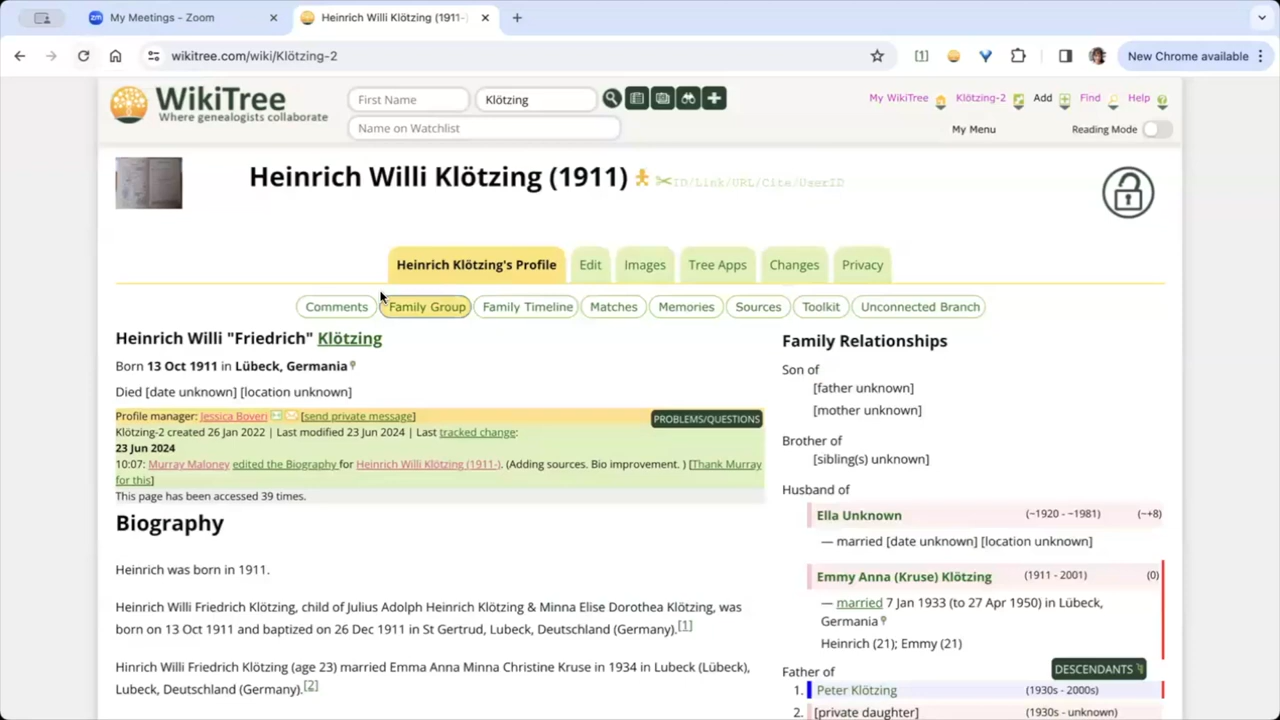 My Meetings - Zoom
Heinrich Willi Klötzing (1911-
wikitree.com/wiki/Klötzing-2
[1]
New Chrome available
WikiTree
Where genealogists collaborate
First Name
Klötzing
Name on Watchlist
My WikiTree
Klötzing-2
Add
Find
Help
My Menu
Reading Mode
Heinrich Willi Klötzing (1911)
ID/Link/URL/Cite/UserID
Heinrich Klötzing's Profile
Edit
Images
Tree Apps
Changes
Privacy
Comments
Family Group
Family Timeline
Matches
Memories
Sources
Toolkit
Unconnected Branch
Heinrich Willi "Friedrich" Klötzing
Born 13 Oct 1911 in Lübeck, Germania
Died [date unknown] [location unknown]
Profile manager: Jessica Boveri [send private message]
PROBLEMS/QUESTIONS
Klötzing-2 created 26 Jan 2022 | Last modified 23 Jun 2024 | Last tracked change:
23 Jun 2024
10:07: Murray Maloney edited the Biography for Heinrich Willi Klötzing (1911-). (Adding sources. Bio improvement. ) [Thank Murray
for this]
This page has been accessed 39 times.
Biography
Heinrich was born in 1911.
Heinrich Willi Friedrich Klötzing, child of Julius Adolph Heinrich Klötzing & Minna Elise Dorothea Klötzing, was
born on 13 Oct 1911 and baptized on 26 Dec 1911 in St Gertrud, Lubeck, Deutschland (Germany).[1]
Hinrich Willi Friedrich Klötzing (age 23) married Emma Anna Minna Christine Kruse in 1934 in Lubeck (Lübeck),
Lubeck, Deutschland (Germany).[2]
Family Relationships
Son of
[father unknown]
[mother unknown]
Brother of
[sibling(s) unknown]
Husband of
Ella Unknown (~1920 - ~1981) (~+8)
— married [date unknown] [location unknown]
Emmy Anna (Kruse) Klötzing (1911 - 2001) (0)
— married 7 Jan 1933 (to 27 Apr 1950) in Lübeck,
Germania
Heinrich (21); Emmy (21)
Father of
DESCENDANTS
1. Peter Klötzing (1930s - 2000s)
2. [private daughter] (1930s - unknown)